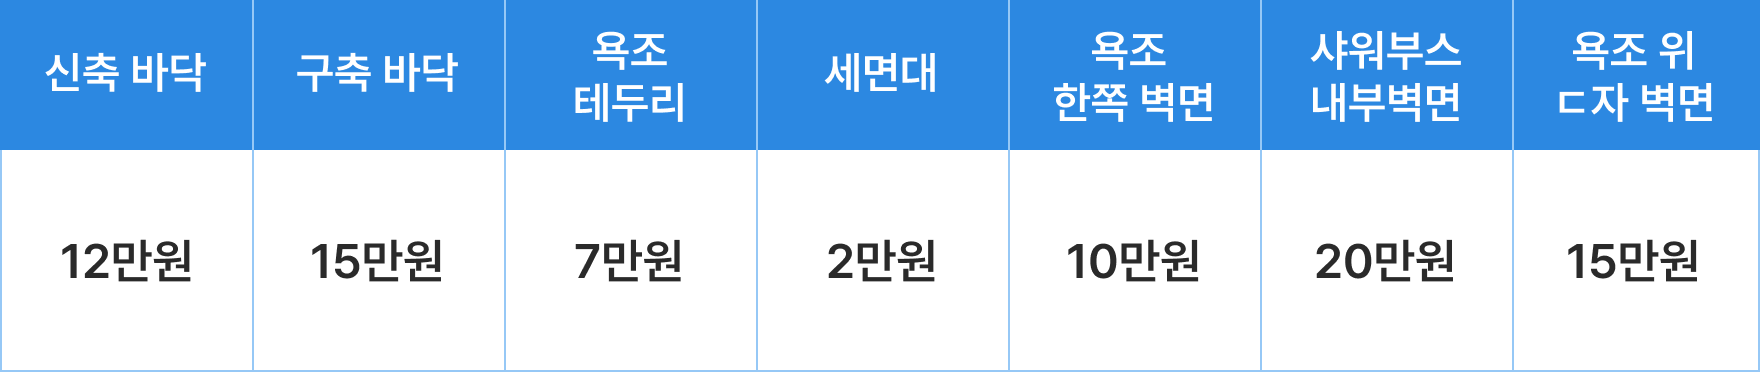 신축 바닥
구축 바닥
욕조
테두리
세면대
욕조
한쪽 벽면
샤워부스
내부벽면
욕조 위
ㄷ자 벽면
12만원
15만원
7만원
2만원
10만원
20만원
15만원